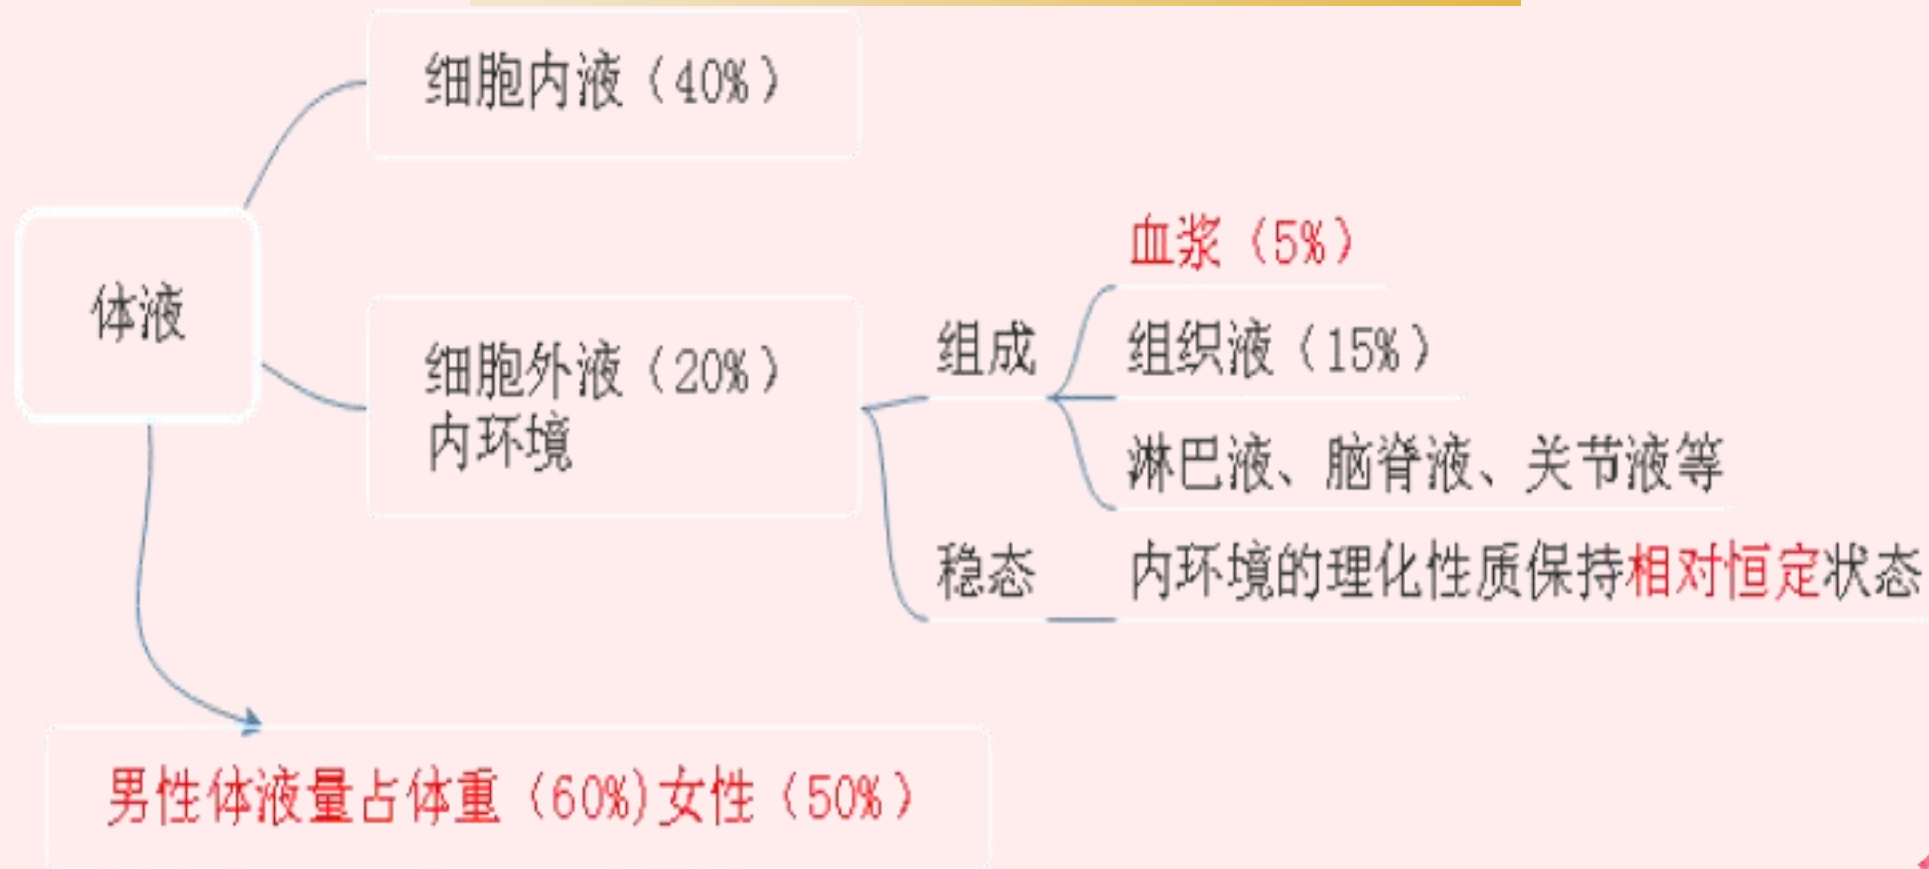 细胞内液（40%）
体液
细胞外液（20%）
内环境
组成
血浆（5%）
组织液（15%）
淋巴液、脑脊液、关节液等
稳态
内环境的理化性质保持相对恒定状态
男性体液量占体重（60%)女性（50%）